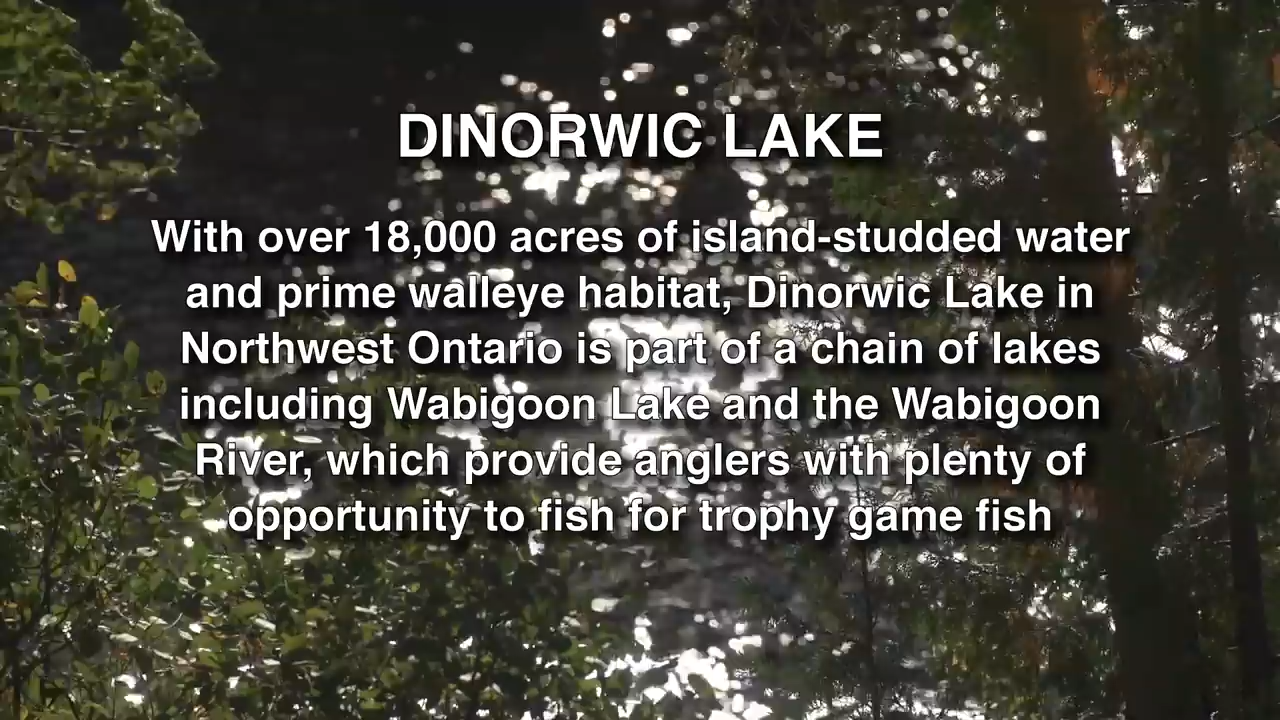 DINORWIC LAKE
With over 18,000 acres of island-studded water
and prime walleye habitat, Dinorwic Lake in
Northwest Ontario is part of a chain of lakes
including Wabigoon Lake and the Wabigoon
River, which provide anglers with plenty of
opportunity to fish for trophy game fish